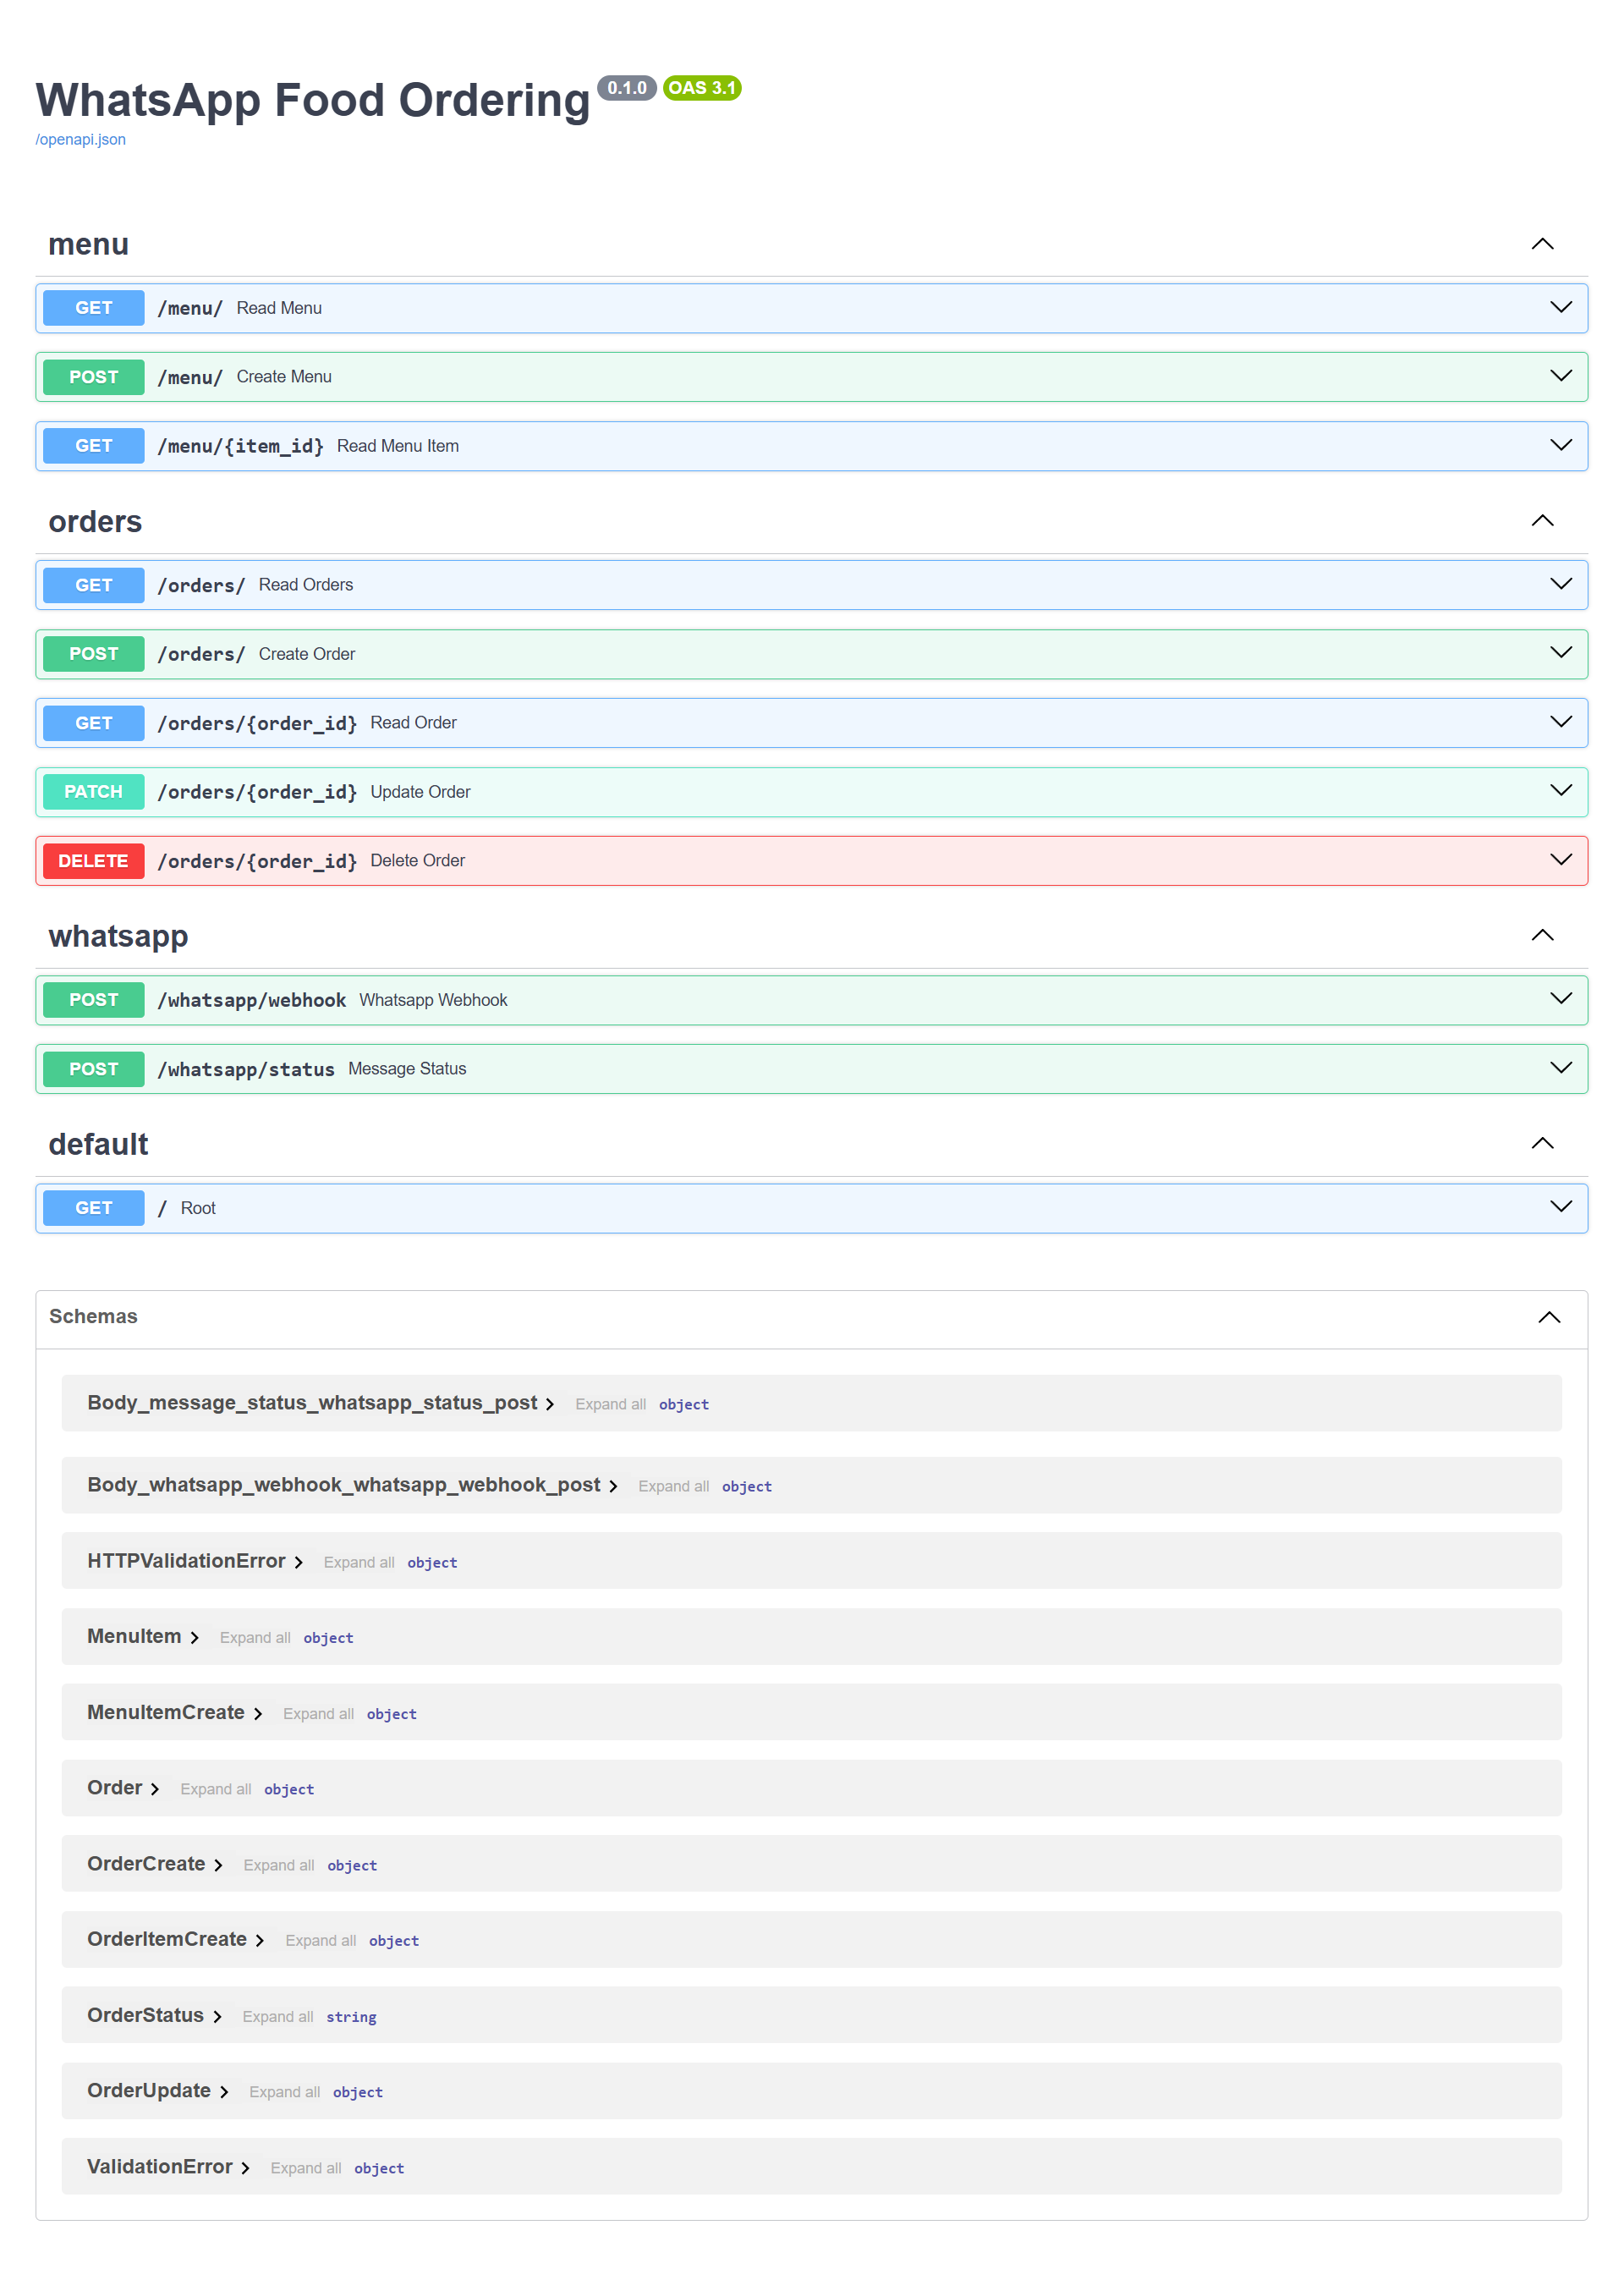 WhatsApp Food Ordering 0.1.0 OAS 3.1
/openapi.json
menu
GET /menu/ Read Menu
POST /menu/ Create Menu
GET /menu/{item_id} Read Menu Item
orders
GET /orders/ Read Orders
POST /orders/ Create Order
GET /orders/{order_id} Read Order
PATCH /orders/{order_id} Update Order
DELETE /orders/{order_id} Delete Order
whatsapp
POST /whatsapp/webhook Whatsapp Webhook
POST /whatsapp/status Message Status
default
GET / Root
Schemas
Body_message_status_whatsapp_status_post Expand all object
Body_whatsapp_webhook_whatsapp_webhook_post Expand all object
HTTPValidationError Expand all object
MenuItem Expand all object
MenuItemCreate Expand all object
Order Expand all object
OrderCreate Expand all object
OrderItemCreate Expand all object
OrderStatus Expand all string
OrderUpdate Expand all object
ValidationError Expand all object